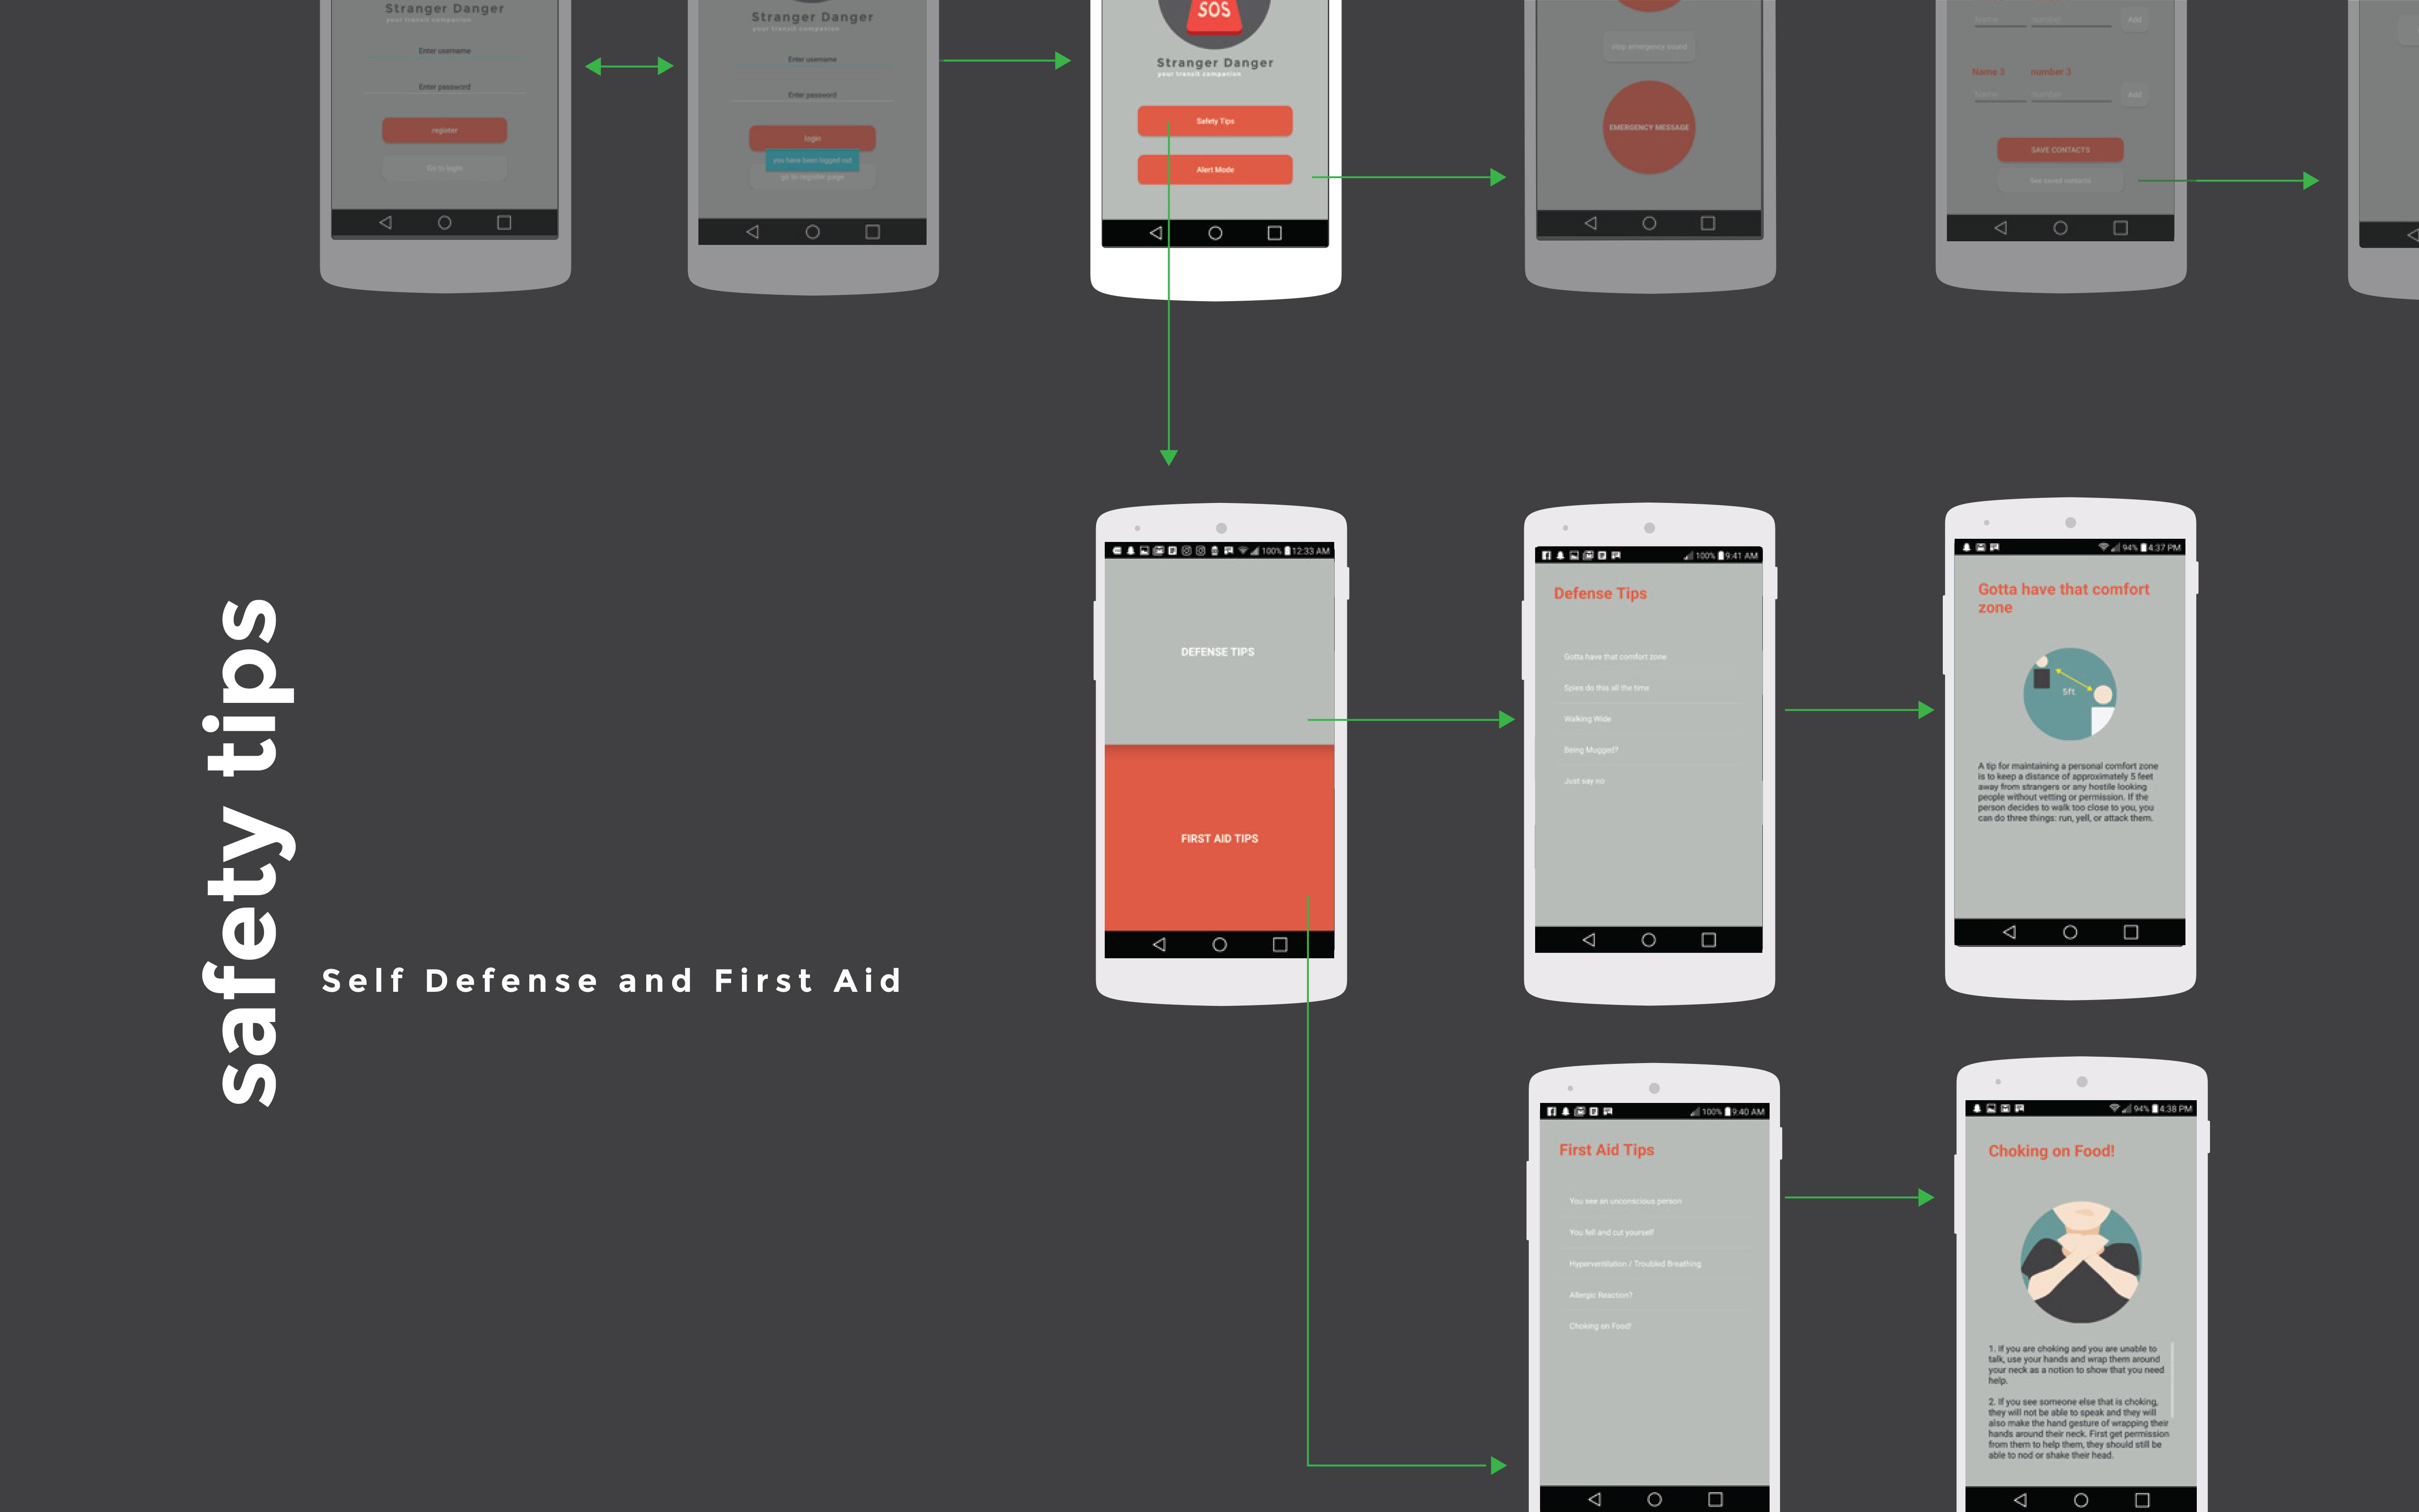 Stranger Danger
your transit companion
Enter username
Enter password
register
Go to login
Stranger Danger
your transit companion
Enter username
Enter password
login
you have been logged out
go to register page
SOS
Stranger Danger
your transit companion
Safety Tips
Alert Mode
stop emergency sound
EMERGENCY MESSAGE
Name number Add
Name 3 number 3
Name number Add
SAVE CONTACTS
See saved contacts
safety tips
Self Defense and First Aid
100% 12:33 AM
DEFENSE TIPS
FIRST AID TIPS
100% 9:41 AM
Defense Tips
Gotta have that comfort zone
Spies do this all the time
Walking Wide
Being Mugged?
Just say no
94% 4:37 PM
Gotta have that comfort
zone
5ft
A tip for maintaining a personal comfort zone
is to keep a distance of approximately 5 feet
away from strangers or any hostile looking
people without vetting or permission. If the
person decides to walk too close to you, you
can do three things: run, yell, or attack them.
100% 9:40 AM
First Aid Tips
You see an unconscious person
You fell and cut yourself
Hyperventilation / Troubled Breathing
Allergic Reaction?
Choking on Food!
94% 4:38 PM
Choking on Food!
1. If you are choking and you are unable to
talk, use your hands and wrap them around
your neck as a notion to show that you need
help.
2. If you see someone else that is choking,
they will not be able to speak and they will
also make the hand gesture of wrapping their
hands around their neck. First get permission
from them to help them, they should still be
able to nod or shake their head.